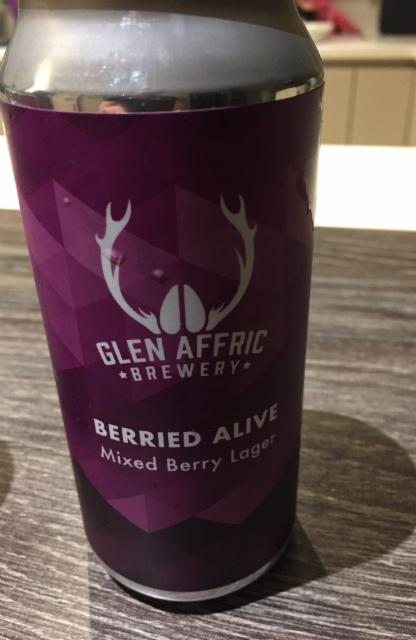 GLEN AFFRIC
★BREWERY★
BERRIED ALIVE
Mixed Berry Lager